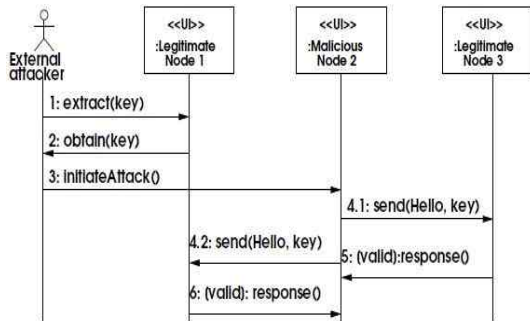 <<UI>>
:Legitimate
Node 1
<<UI>>
:Malicious
Node 2
<<UI>>
:Legitimate
Node 3
External
attacker
1: extract(key)
2: obtain(key)
3: initiateAttack()
4.1: send(Hello, key)
4.2: send(Hello, key)
5: (valid):response()
6: (valid): response()